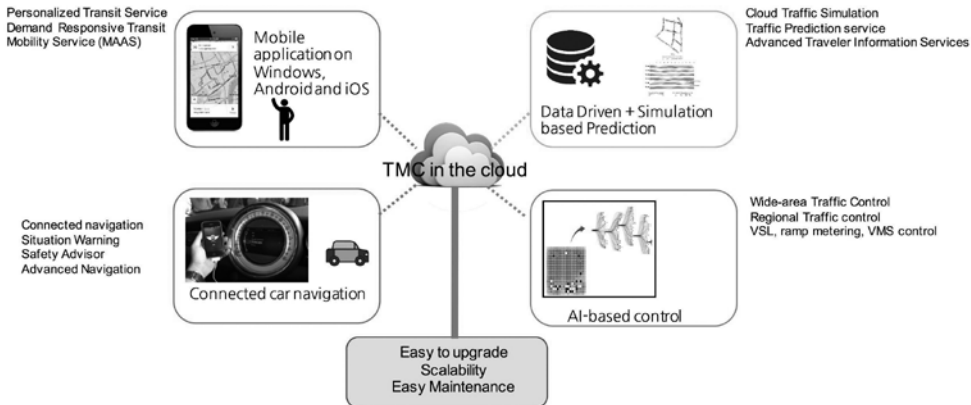 Personalized Transit Service
Demand Responsive Transit
Mobility Service (MAAS)
Mobile
application on
Windows,
Android and iOS
Data Driven + Simulation
based Prediction
Cloud Traffic Simulation
Traffic Prediction service
Advanced Traveler Information Services
TMC in the cloud
Connected navigation
Situation Warning
Safety Advisor
Advanced Navigation
Connected car navigation
AI-based control
Wide-area Traffic Control
Regional Traffic control
VSL, ramp metering, VMS control
Easy to upgrade
Scalability
Easy Maintenance